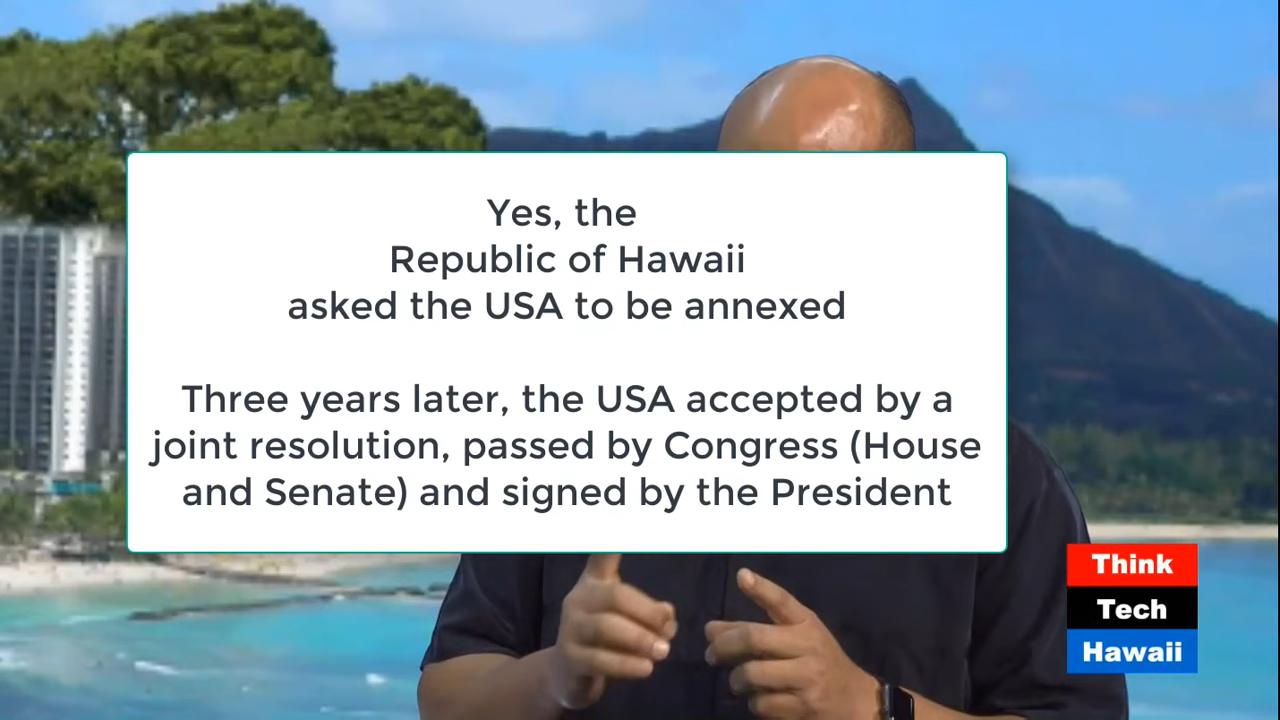 Yes, the
Republic of Hawaii
asked the USA to be annexed
Three years later, the USA accepted by a
joint resolution, passed by Congress (House
and Senate) and signed by the President
Think
Tech
Hawaii